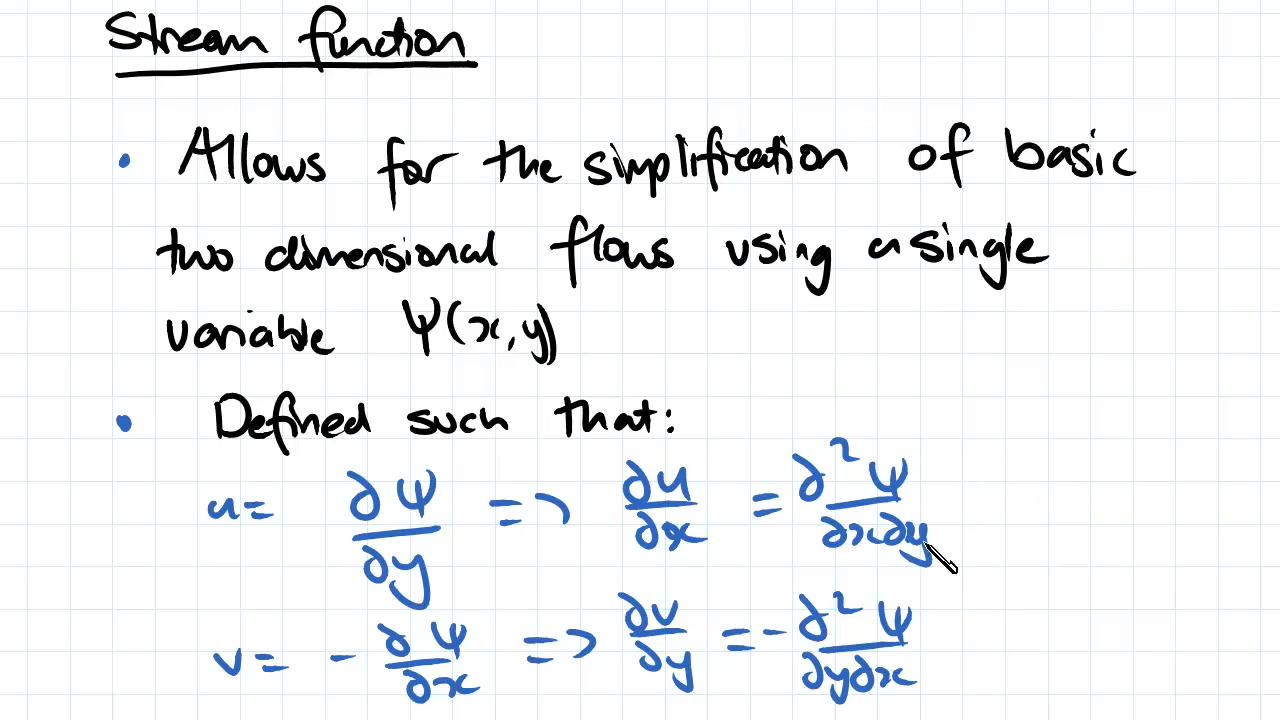 Stream function
• Allows for the simplification of basic
two dimensional flows using a single
variable Ψ(x,y)
• Defined such that:
u = ∂Ψ/∂y => ∂u/∂x = ∂²Ψ/∂x∂y
v = - ∂Ψ/∂x => ∂v/∂y = - ∂²Ψ/∂y∂x